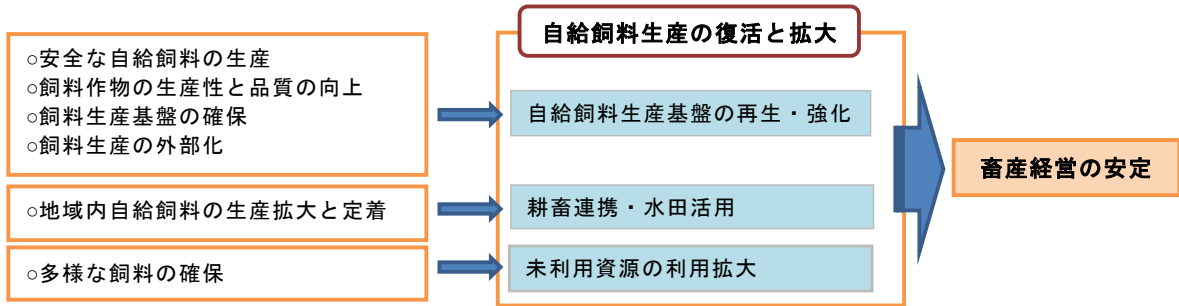 自給飼料生産の復活と拡大
○安全な自給飼料の生産
○飼料作物の生産性と品質の向上
○飼料生産基盤の確保
○飼料生産の外部化
自給飼料生産基盤の再生・強化
畜産経営の安定
○地域内自給飼料の生産拡大と定着
耕畜連携・水田活用
○多様な飼料の確保
未利用資源の利用拡大